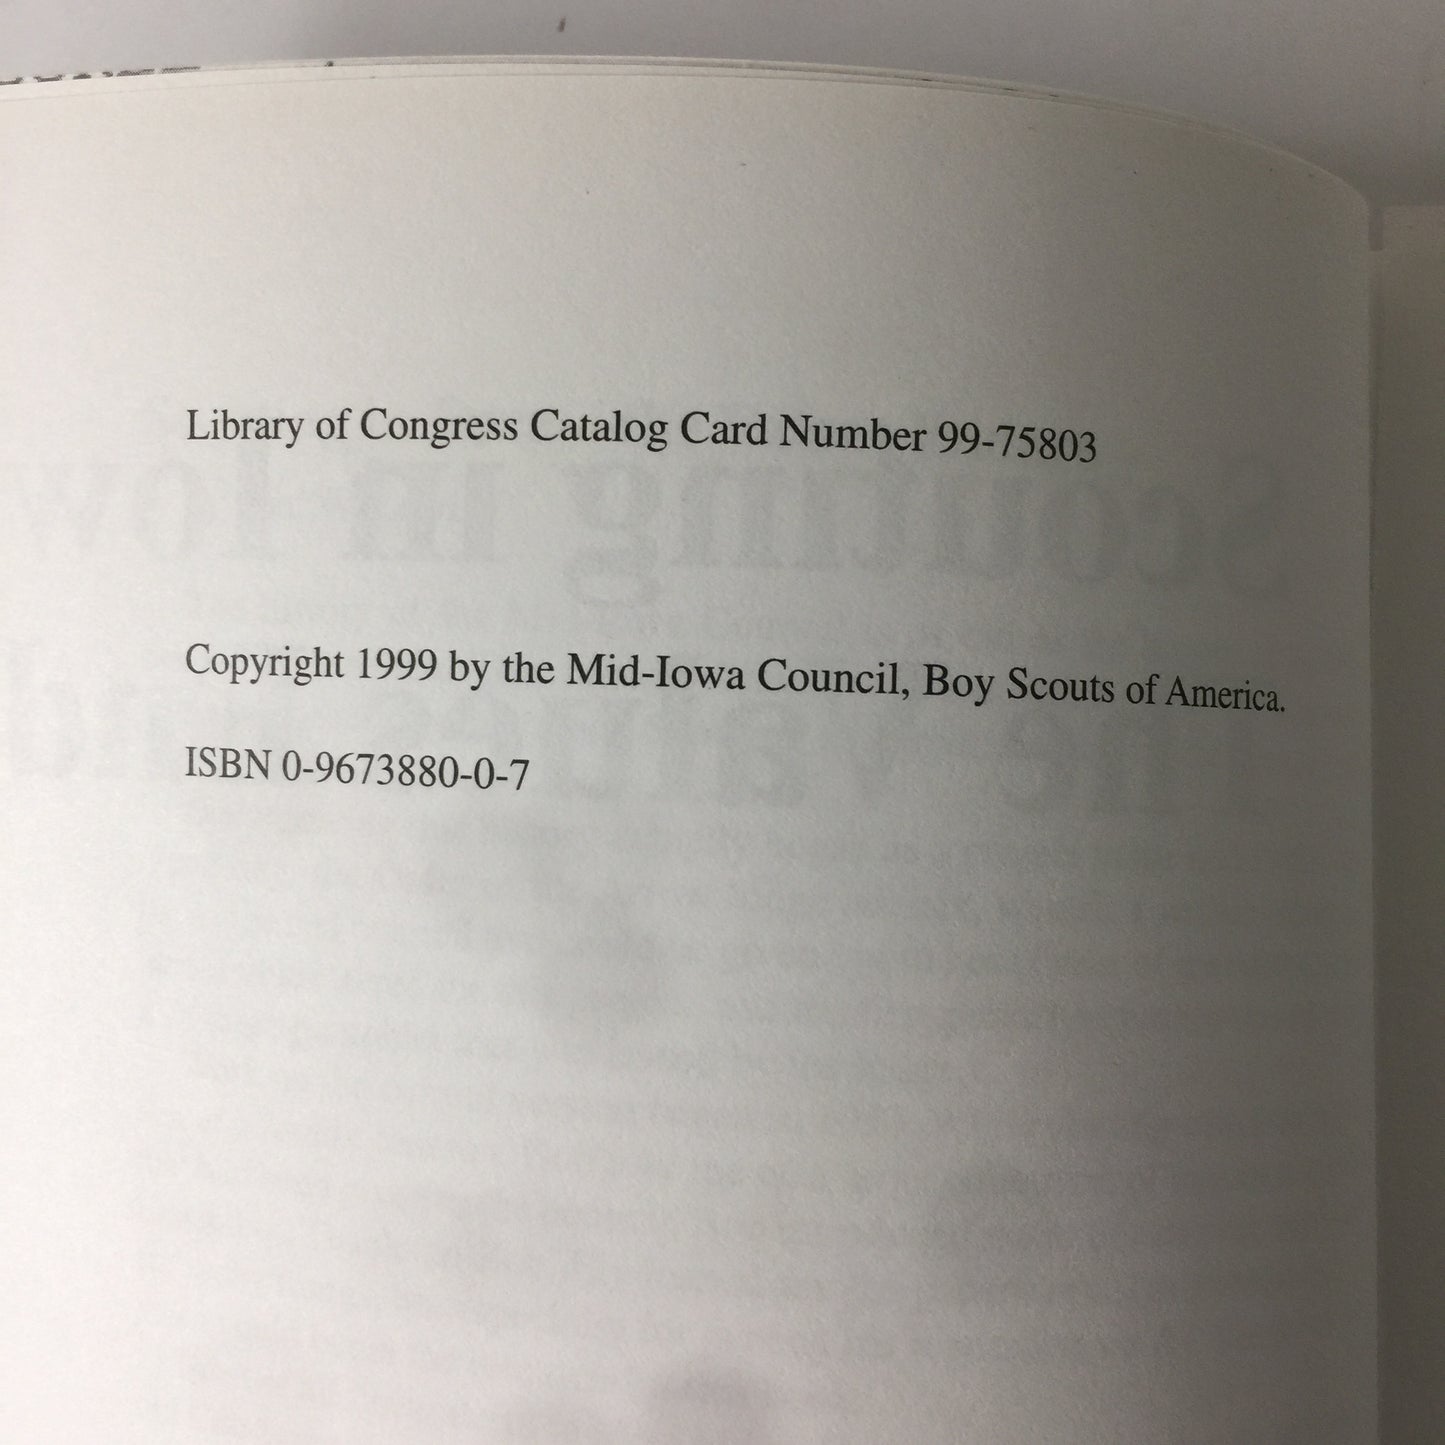 Library of Congress Catalog Card Number 99-75803
Copyright 1999 by the Mid-Iowa Council, Boy Scouts of America.
ISBN 0-9673880-0-7